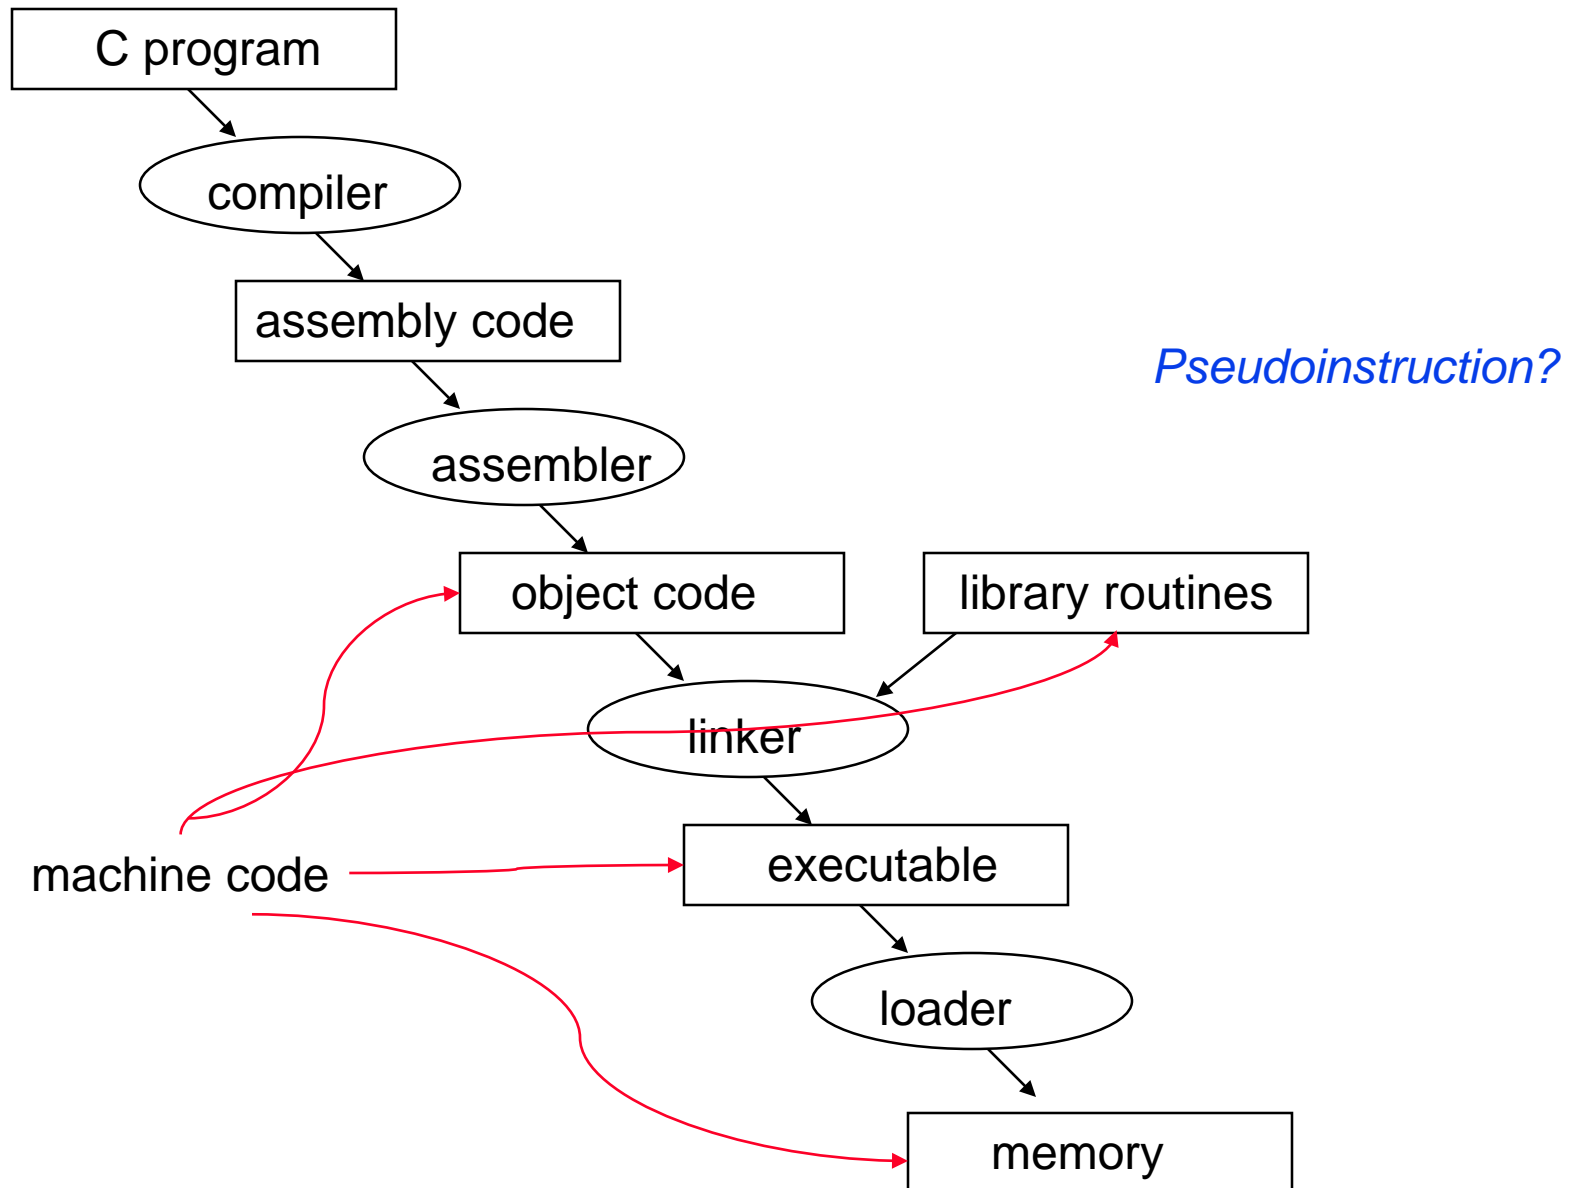 C program
compiler
assembly code
Pseudoinstruction?
assembler
object code
library routines
linker
machine code
executable
loader
memory